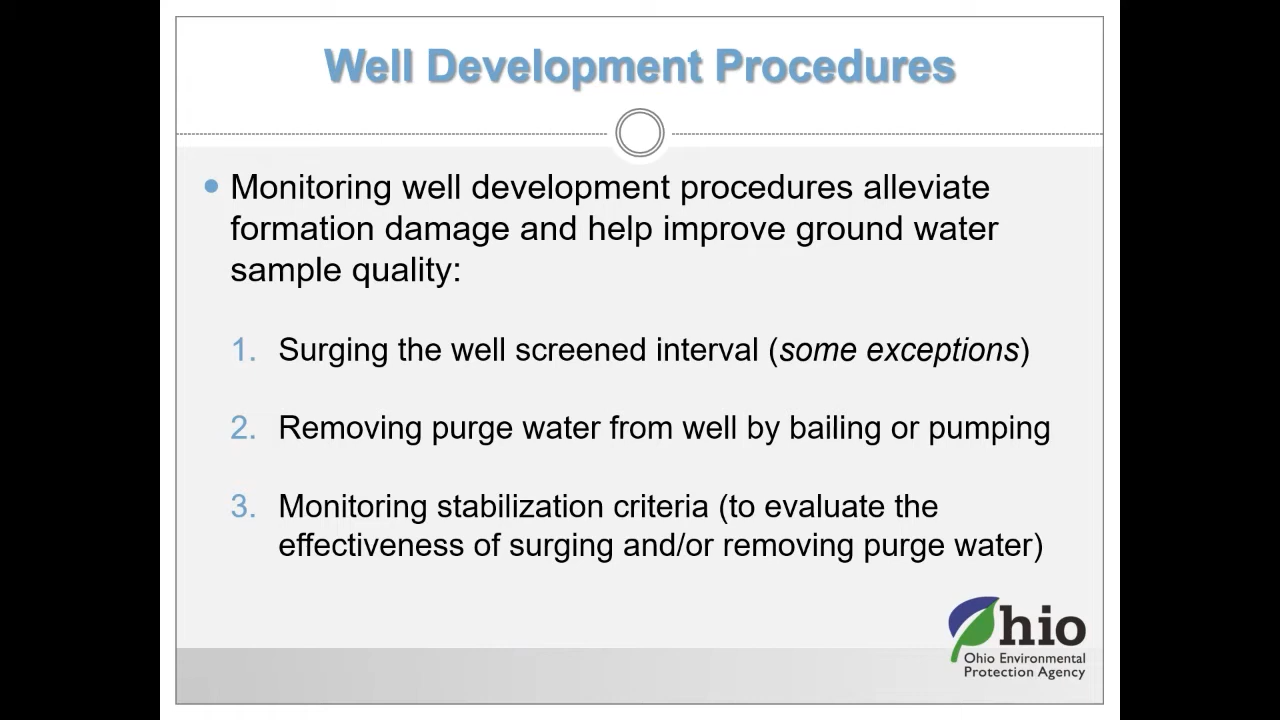 Well Development Procedures
Monitoring well development procedures alleviate
formation damage and help improve ground water
sample quality:
1. Surging the well screened interval (some exceptions)
2. Removing purge water from well by bailing or pumping
3. Monitoring stabilization criteria (to evaluate the
effectiveness of surging and/or removing purge water)
Ohio
Ohio Environmental
Protection Agency